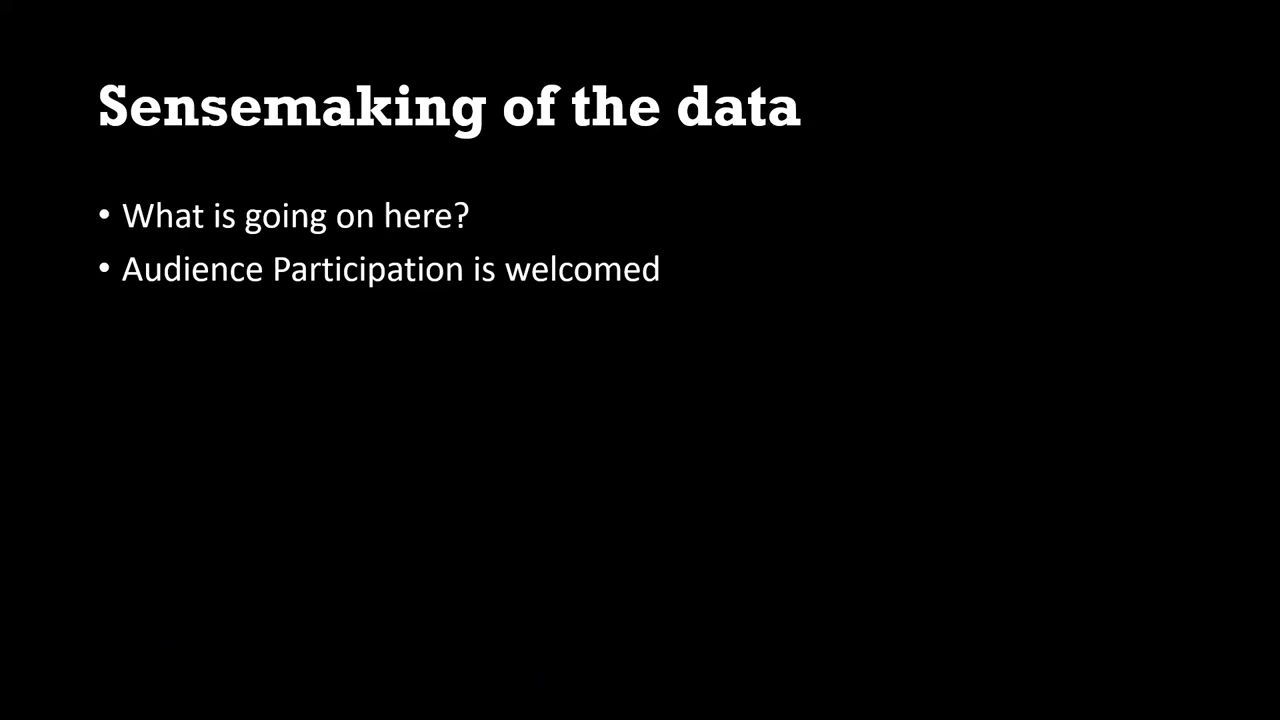 Sensemaking of the data
• What is going on here?
• Audience Participation is welcomed